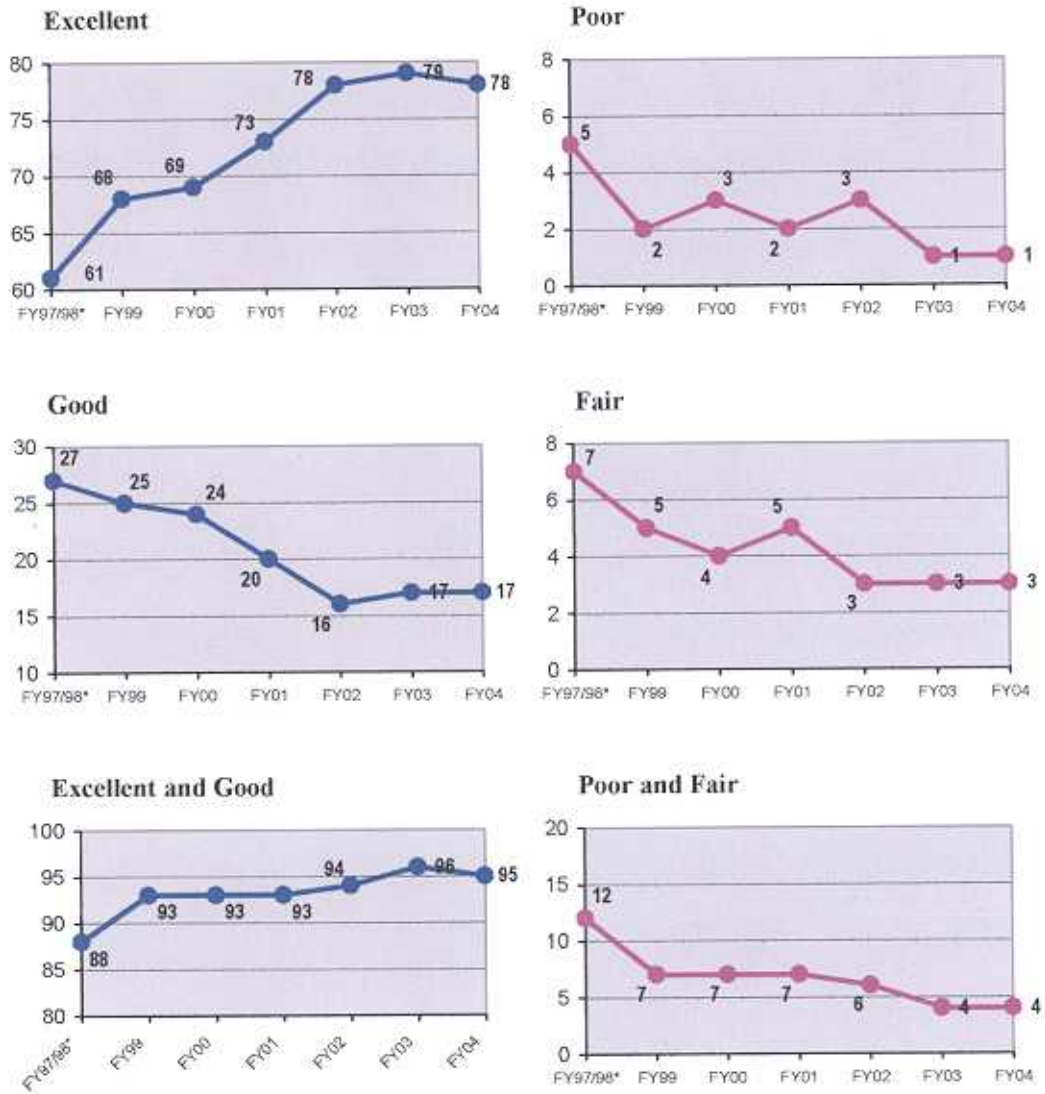 Excellent
80
75
70
65
60
61
68
69
73
78
79
78
FY97/98*
FY99
FY00
FY01
FY02
FY03
FY04
Poor
8
6
4
2
0
5
2
3
2
3
1
1
FY97/98*
FY99
FY00
FY01
FY02
FY03
FY04
Good
30
25
20
15
10
27
25
24
20
16
17
17
FY97/98*
FY99
FY00
FY01
FY02
FY03
FY04
Fair
8
6
4
2
0
7
5
4
5
3
3
3
FY97/98*
FY99
FY00
FY01
FY02
FY03
FY04
Excellent and Good
100
95
90
85
80
88
93
93
93
94
96
95
FY97/98*
FY99
FY00
FY01
FY02
FY03
FY04
Poor and Fair
20
15
10
5
0
12
7
7
7
6
4
4
FY97/98*
FY99
FY00
FY01
FY02
FY03
FY04